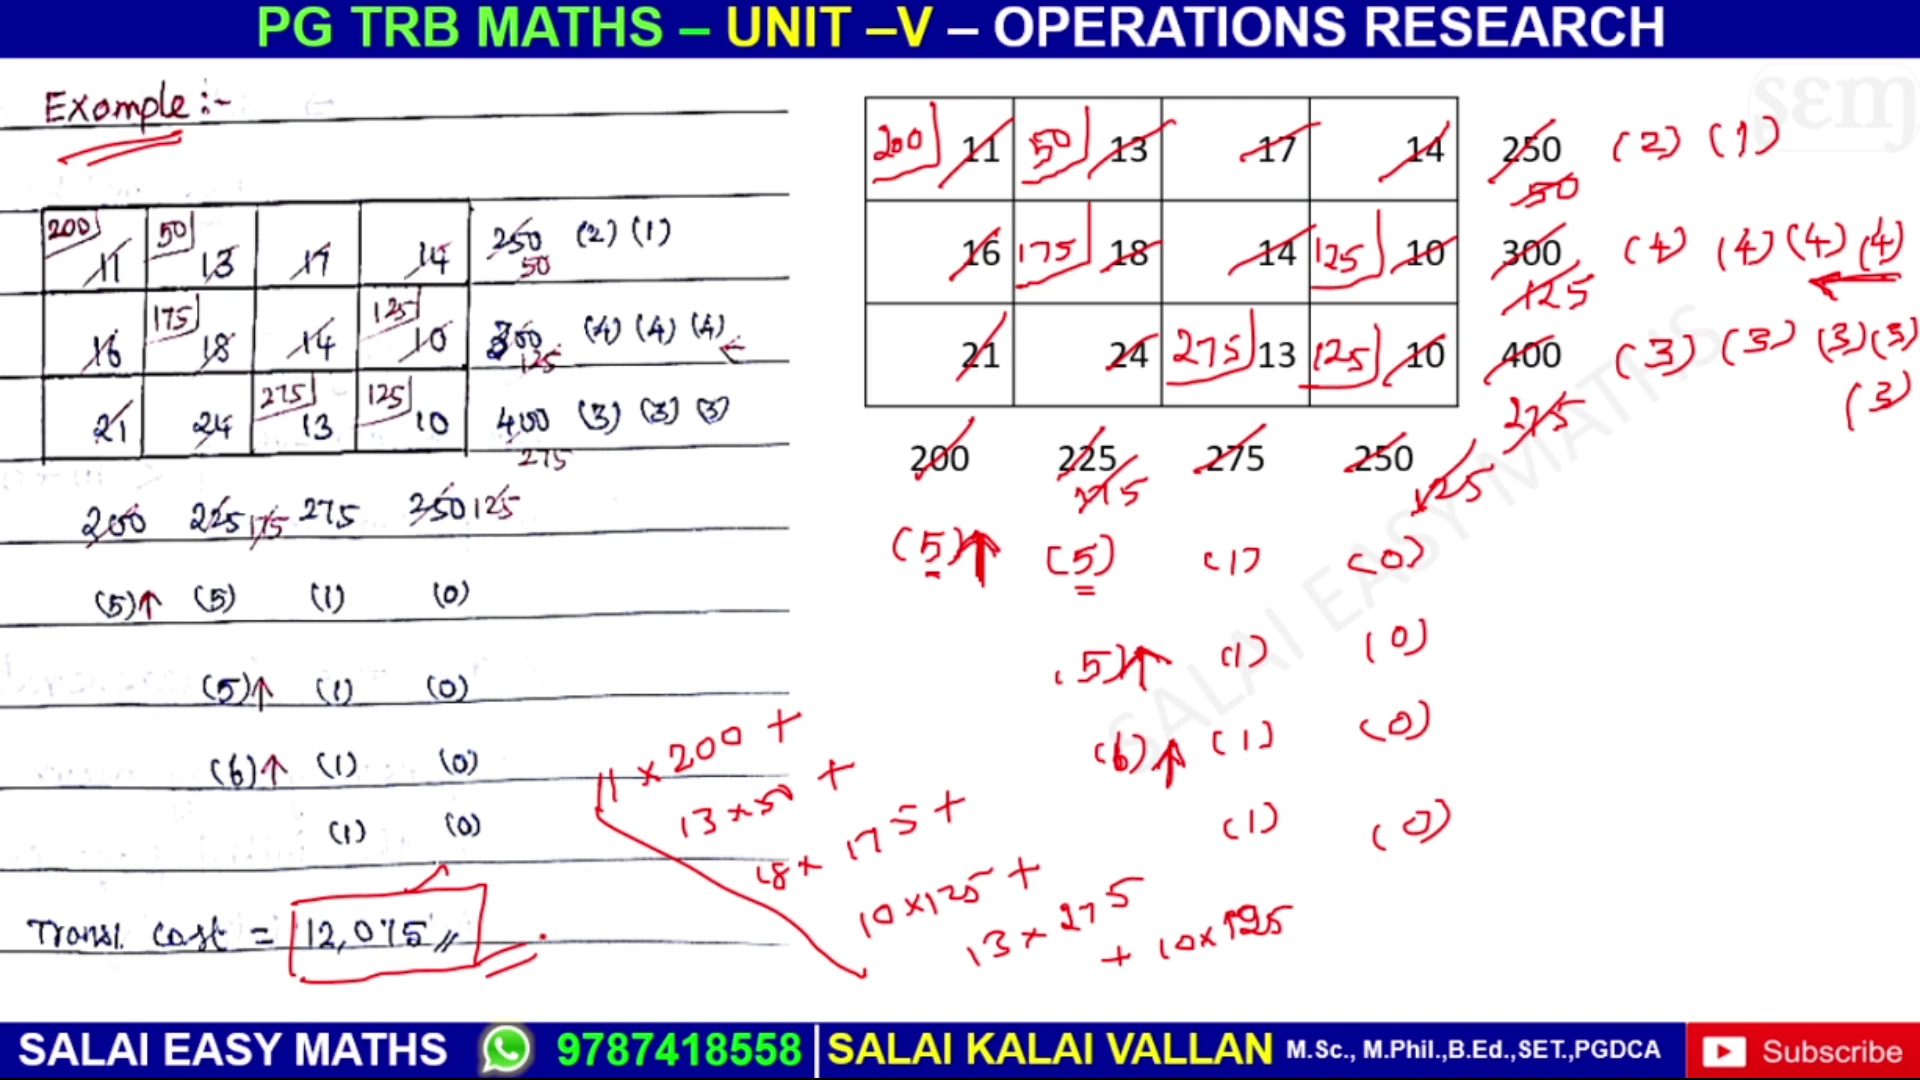 PG TRB MATHS – UNIT –V – OPERATIONS RESEARCH
sɛmȷ
Example :-
200 11 50 13 17 14 250 50 (2) (1)
16 175 18 14 125 10 300 125 (4) (4) (4)
21 24 275 13 125 10 400 275 (3) (3) (3)
200 225 175 275 250 125
(5)↑ (5) (1) (0)
(5)↑ (1) (0)
(6)↑ (1) (0)
(1) (0)
Transl. Cost = 12,075 //
200 11 50 13 17 14 250 50 (2) (1)
16 175 18 14 125 10 300 125 (4) (4) (4) (4)
21 24 275 13 125 10 400 275 (3) (3) (3) (3) (3)
200 225 175 275 250 125
(5)↑ (5) (1) (0)
(5)↑ (1) (0)
(6)↑ (1) (0)
(1) (0)
11 × 200 +
13 × 50 +
18 × 175 +
10 × 125 +
13 × 275
+ 10 × 125
SALAI EASY MATHS
SALAI EASY MATHS 9787418558 SALAI KALAI VALLAN M.Sc., M.Phil.,B.Ed.,SET.,PGDCA Subscribe